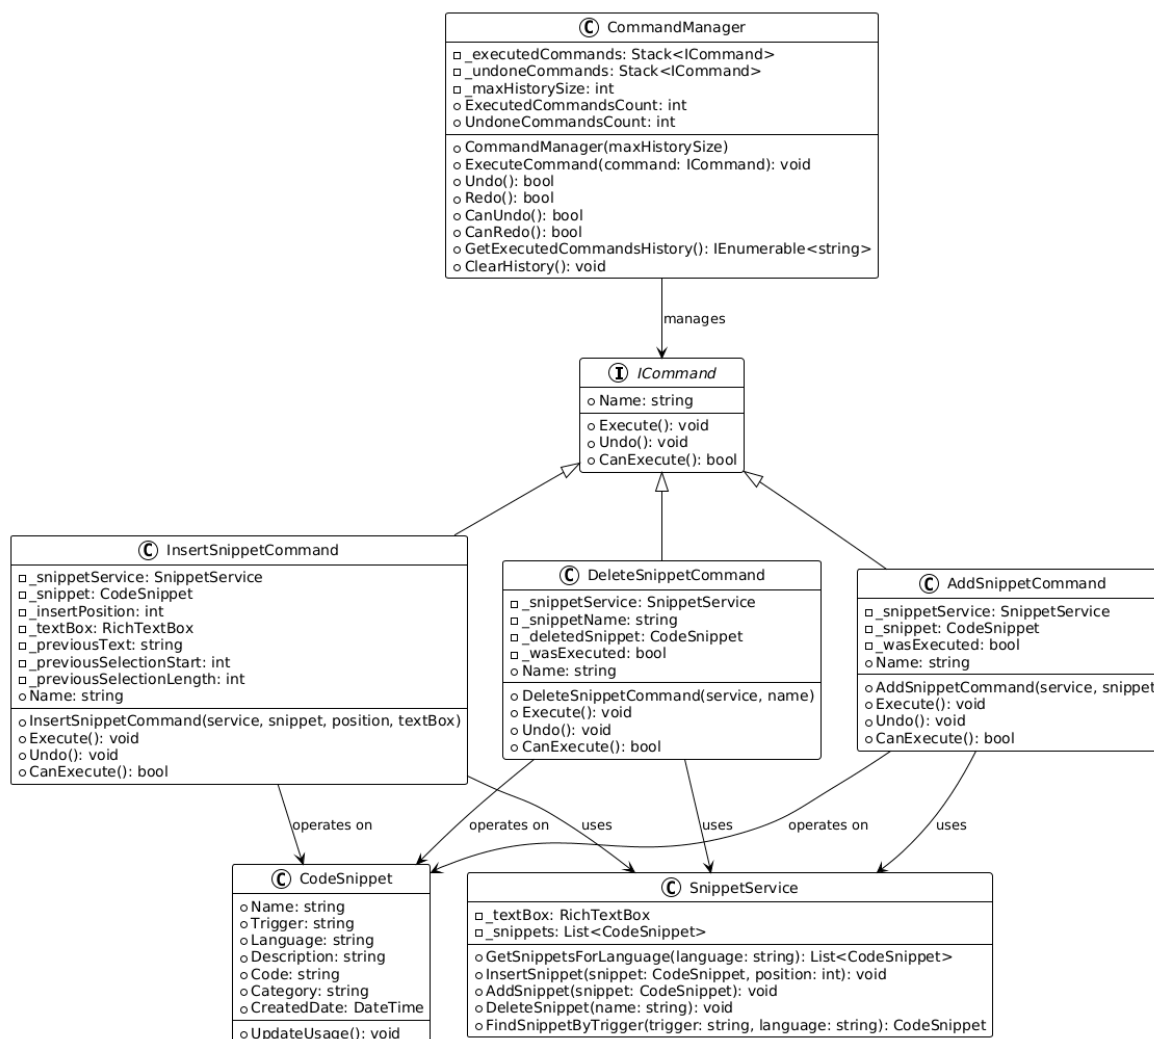 C CommandManager
_executedCommands: Stack<ICommand>
_undoneCommands: Stack<ICommand>
_maxHistorySize: int
ExecutedCommandsCount: int
UndoneCommandsCount: int
CommandManager(maxHistorySize)
ExecuteCommand(command: ICommand): void
Undo(): bool
Redo(): bool
CanUndo(): bool
CanRedo(): bool
GetExecutedCommandsHistory(): IEnumerable<string>
ClearHistory(): void
manages
I ICommand
Name: string
Execute(): void
Undo(): void
CanExecute(): bool
C InsertSnippetCommand
_snippetService: SnippetService
_snippet: CodeSnippet
_insertPosition: int
_textBox: RichTextBox
_previousText: string
_previousSelectionStart: int
_previousSelectionLength: int
Name: string
InsertSnippetCommand(service, snippet, position, textBox)
Execute(): void
Undo(): void
CanExecute(): bool
C DeleteSnippetCommand
_snippetService: SnippetService
_snippetName: string
_deletedSnippet: CodeSnippet
_wasExecuted: bool
Name: string
DeleteSnippetCommand(service, name)
Execute(): void
Undo(): void
CanExecute(): bool
C AddSnippetCommand
_snippetService: SnippetService
_snippet: CodeSnippet
_wasExecuted: bool
Name: string
AddSnippetCommand(service, snippet
Execute(): void
Undo(): void
CanExecute(): bool
operates on
operates on
uses
uses
operates on
uses
C CodeSnippet
Name: string
Trigger: string
Language: string
Description: string
Code: string
Category: string
CreatedDate: DateTime
UpdateUsage(): void
C SnippetService
_textBox: RichTextBox
_snippets: List<CodeSnippet>
GetSnippetsForLanguage(language: string): List<CodeSnippet>
InsertSnippet(snippet: CodeSnippet, position: int): void
AddSnippet(snippet: CodeSnippet): void
DeleteSnippet(name: string): void
FindSnippetByTrigger(trigger: string, language: string): CodeSnippet